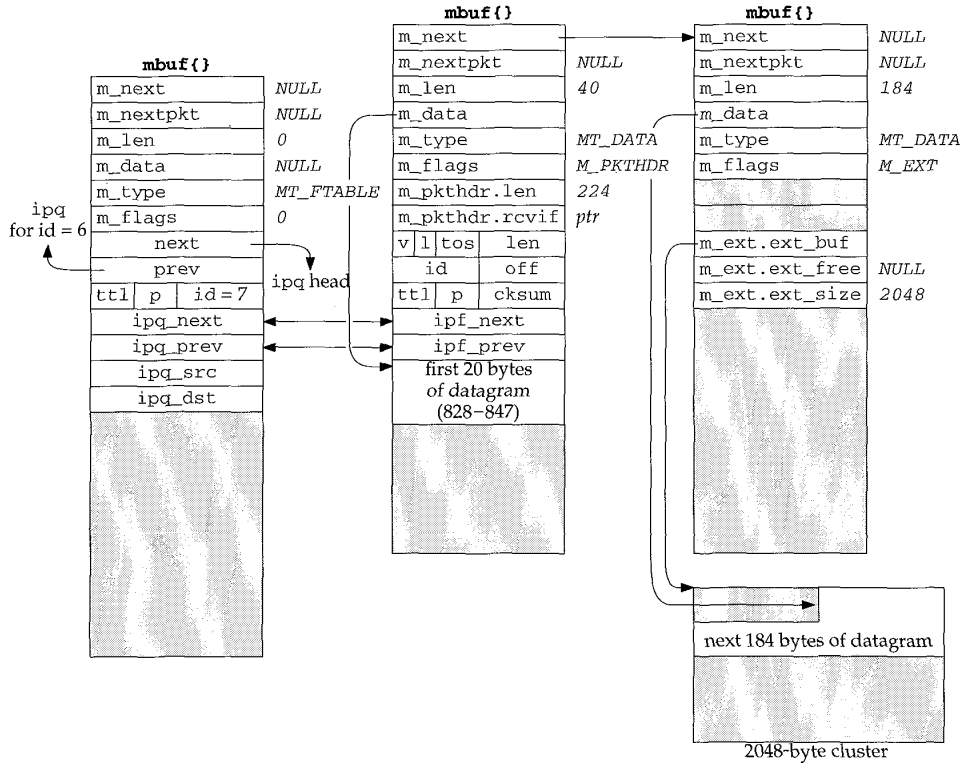 mbuf{}
m_next NULL
m_nextpkt NULL
m_len 0
m_data NULL
m_type MT_FTABLE
m_flags 0
next
prev
ttl p id=7
ipq_next
ipq_prev
ipq_src
ipq_dst
ipq
for id = 6
ipq head
mbuf{}
m_next
m_nextpkt NULL
m_len 40
m_data
m_type MT_DATA
m_flags M_PKTHDR
m_pkthdr.len 224
m_pkthdr.rcvif ptr
v l tos len
id off
ttl p cksum
ipf_next
ipf_prev
first 20 bytes
of datagram
(828–847)
mbuf{}
m_next NULL
m_nextpkt NULL
m_len 184
m_data
m_type MT_DATA
m_flags M_EXT
m_ext.ext_buf
m_ext.ext_free NULL
m_ext.ext_size 2048
next 184 bytes of datagram
2048-byte cluster